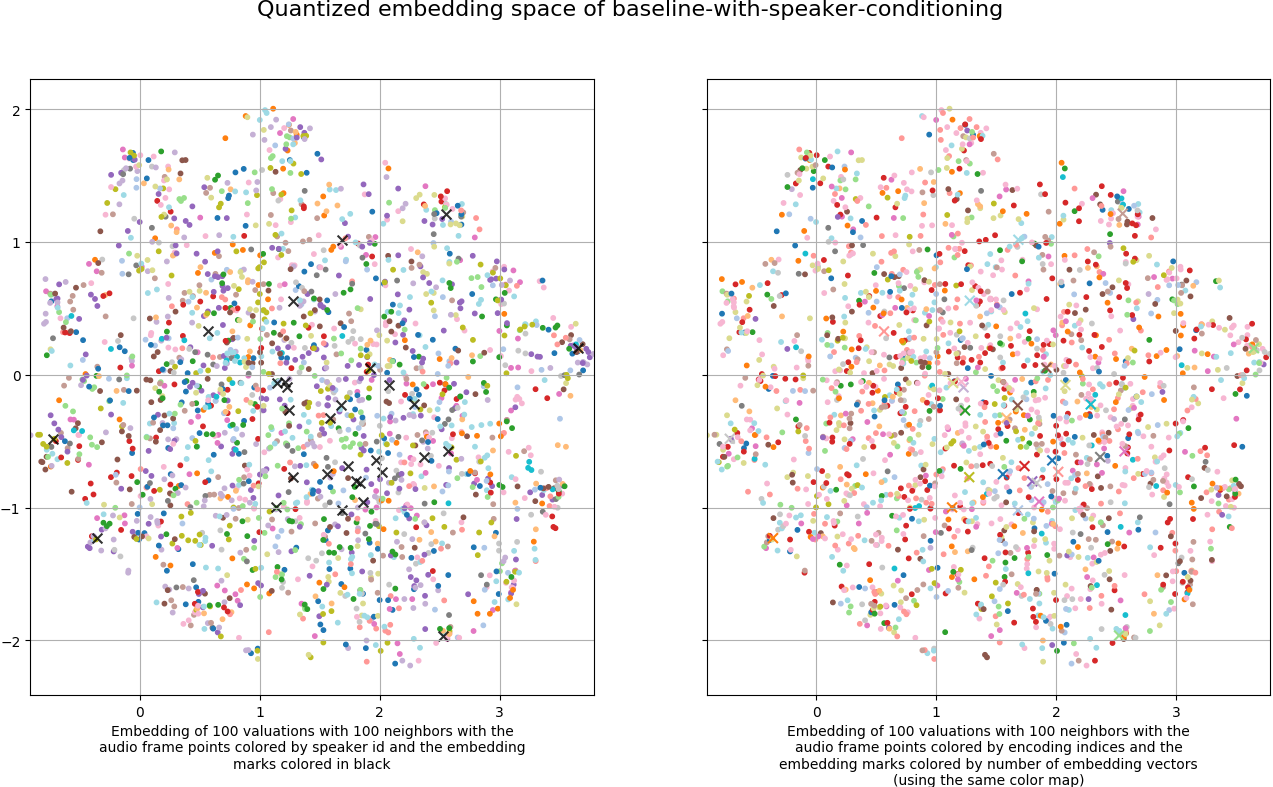 Quantized embedding space of baseline-with-speaker-conditioning
2
1
0
−1
−2
0 1 2 3
0 1 2 3
Embedding of 100 valuations with 100 neighbors with the
audio frame points colored by speaker id and the embedding
marks colored in black
Embedding of 100 valuations with 100 neighbors with the
audio frame points colored by encoding indices and the
embedding marks colored by number of embedding vectors
(using the same color map)